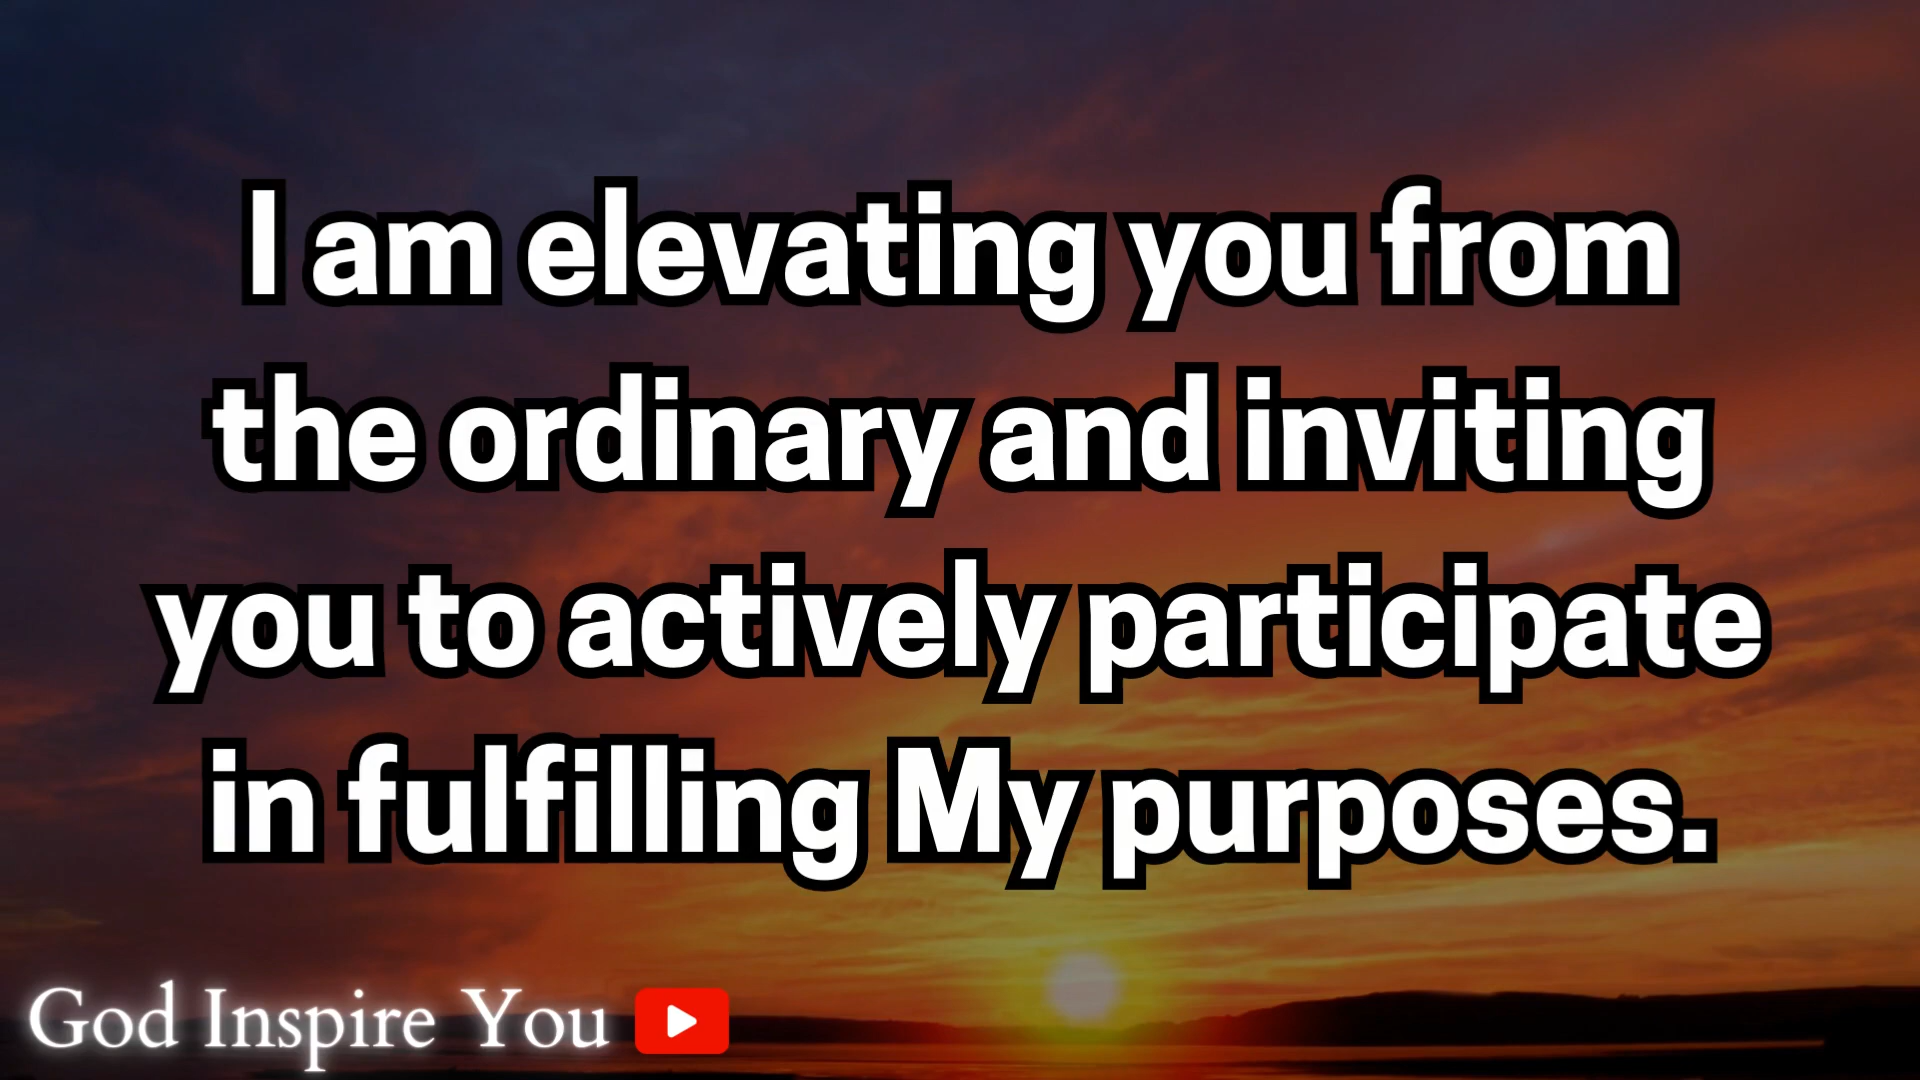 I am elevating you from
the ordinary and inviting
you to actively participate
in fulfilling My purposes.
God Inspire You